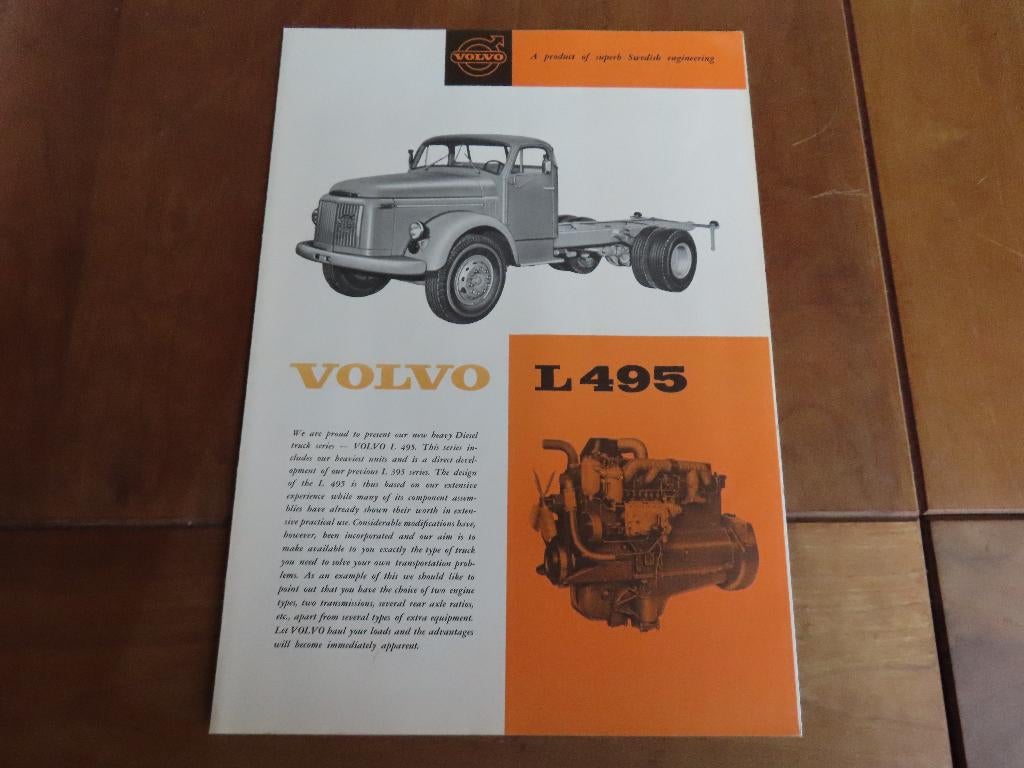 VOLVO
A product of superb Swedish engineering
VOLVO
L 495
We are proud to present our new heavy Diesel
truck series — VOLVO L 495. This series in-
cludes our heaviest units and is a direct devel-
opment of our previous L 395 series. The design
of the L 495 is thus based on our extensive
experience while many of its component assem-
blies have already shown their worth in exten-
sive practical use. Considerable modifications have,
however, been incorporated and our aim is to
make available to you exactly the type of truck
you need to solve your own transportation prob-
lems. As an example of this we should like to
point out that you have the choice of two engine
types, two transmissions, several rear axle ratios,
etc., apart from several types of extra equipment.
Let VOLVO haul your loads and the advantages
will become immediately apparent.